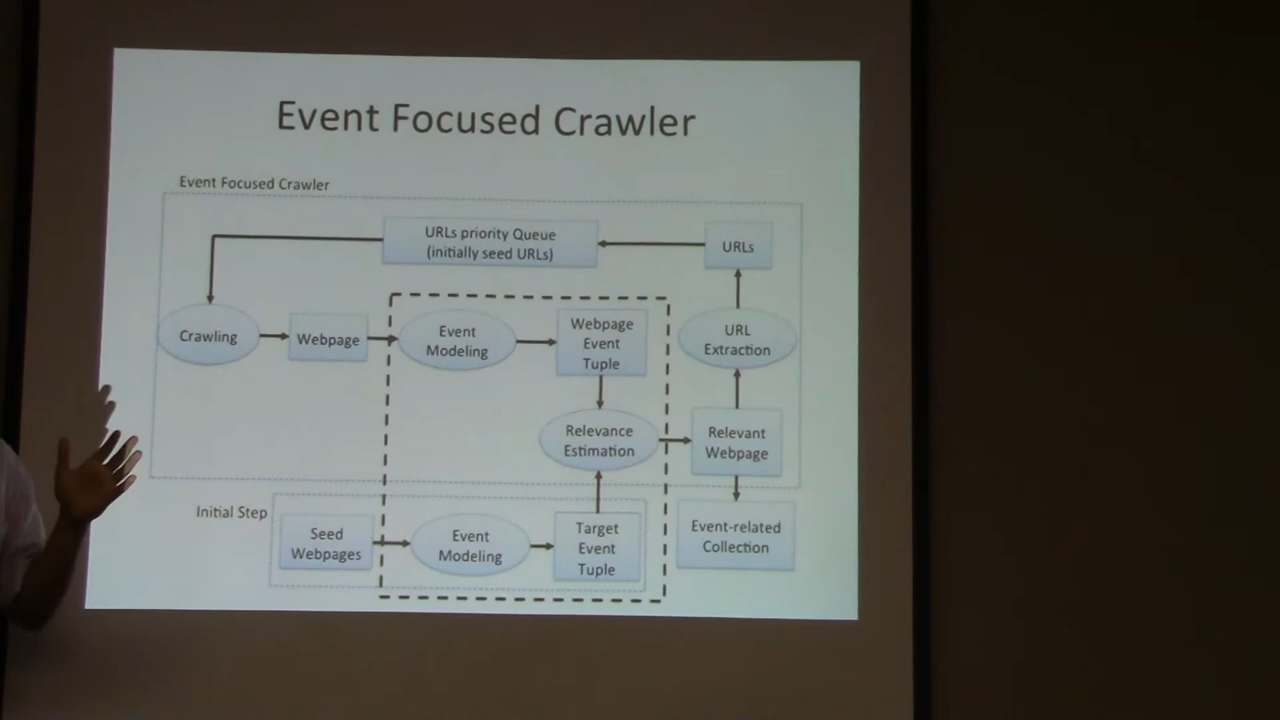 Event Focused Crawler
Event Focused Crawler
URLs priority Queue
(initially seed URLs)
URLs
Crawling
Webpage
Event
Modeling
Webpage
Event
Tuple
URL
Extraction
Relevance
Estimation
Relevant
Webpage
Initial Step
Seed
Webpages
Event
Modeling
Target
Event
Tuple
Event-related
Collection